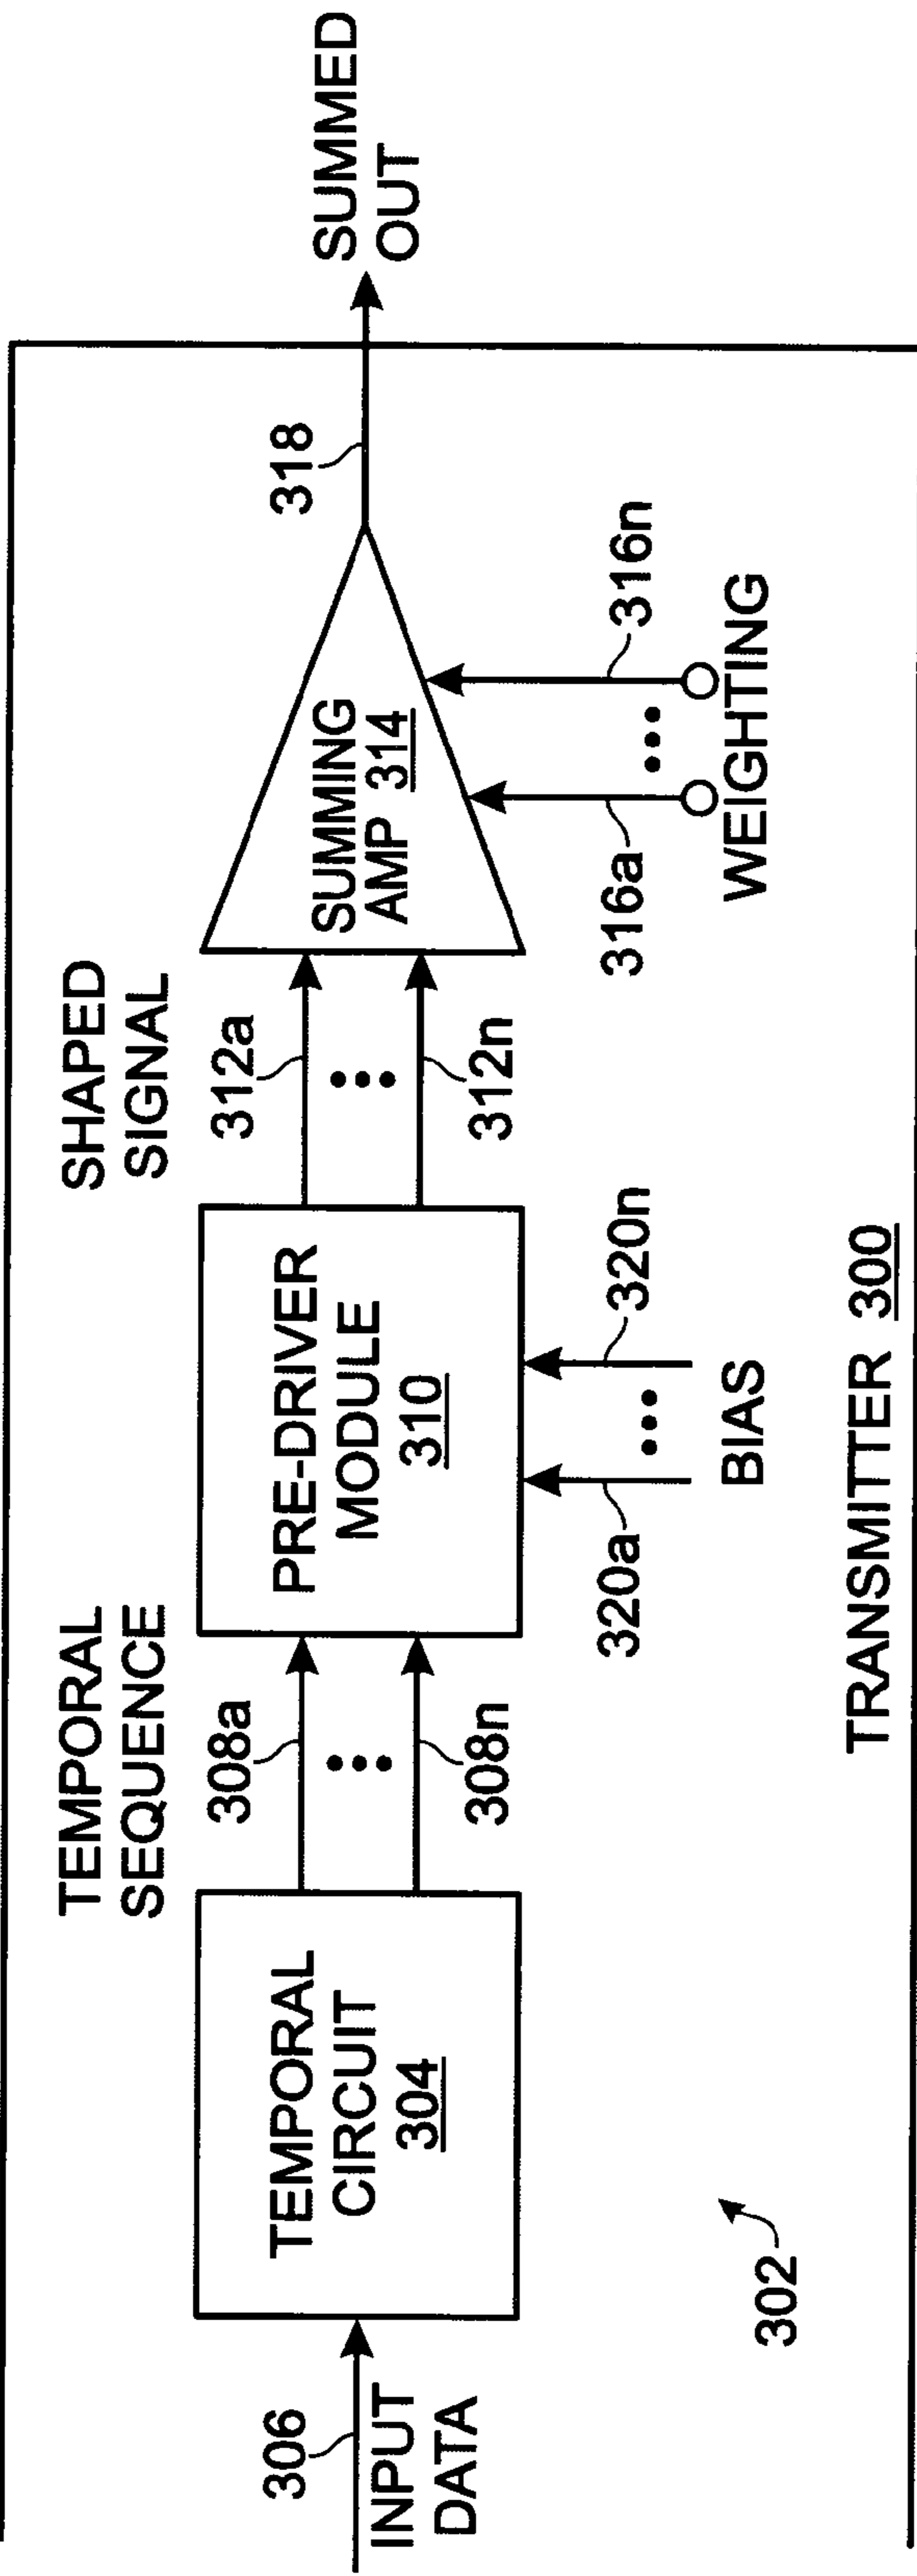 306
INPUT
DATA
TEMPORAL
CIRCUIT
304
TEMPORAL
SEQUENCE
308a
308n
PRE-DRIVER
MODULE
310
320a
320n
BIAS
SHAPED
SIGNAL
312a
312n
SUMMING
AMP 314
316a
316n
WEIGHTING
318
SUMMED
OUT
302
TRANSMITTER 300